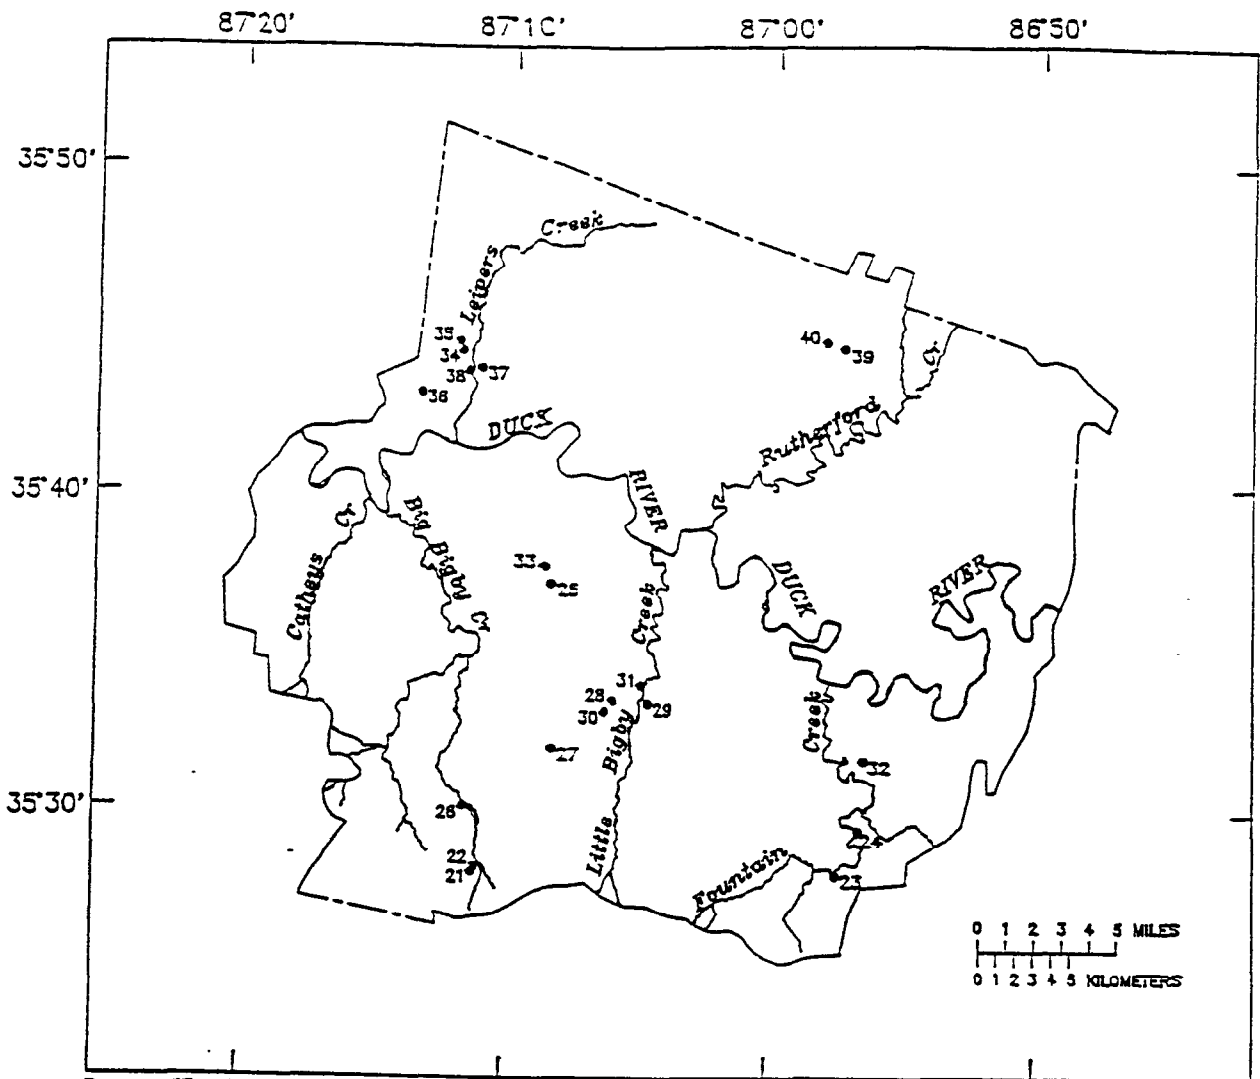 87°20' 87°10' 87°00' 86°50'
35°50'
Creek
Leipers
35
34
38 37
36
40 39
Cr.
Rutherford
DUCK
35°40'
RIVER
Big Bigby Cr
Cr.
Catheys
33
25
Creek
DUCK
RIVER
31
28
29
30
Bigby
Creek
27
32
35°30'
26
24
Little
22
21
Fountain
23
0 1 2 3 4 5 MILES
0 1 2 3 4 5 KILOMETERS